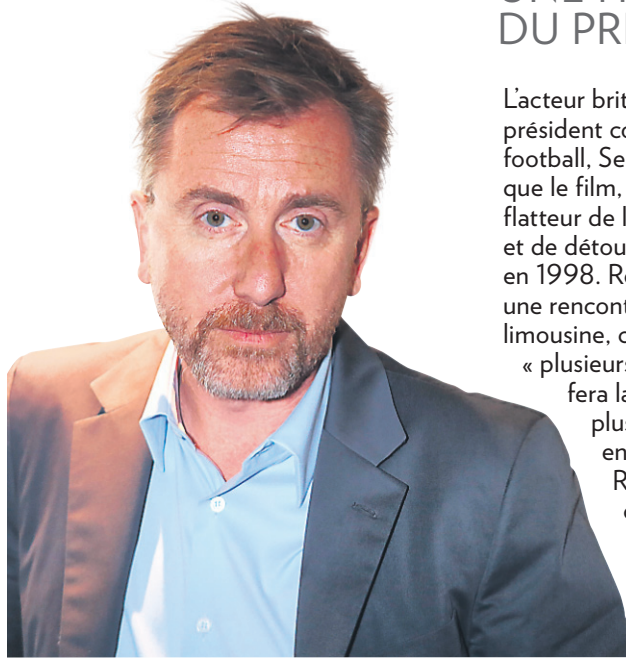 DU PR
L'acteur brit
président co
football, Se
que le film,
flatteur de l
et de détou
en 1998. R
une rencont
limousine, c
« plusieurs
fera la
plus
en
R